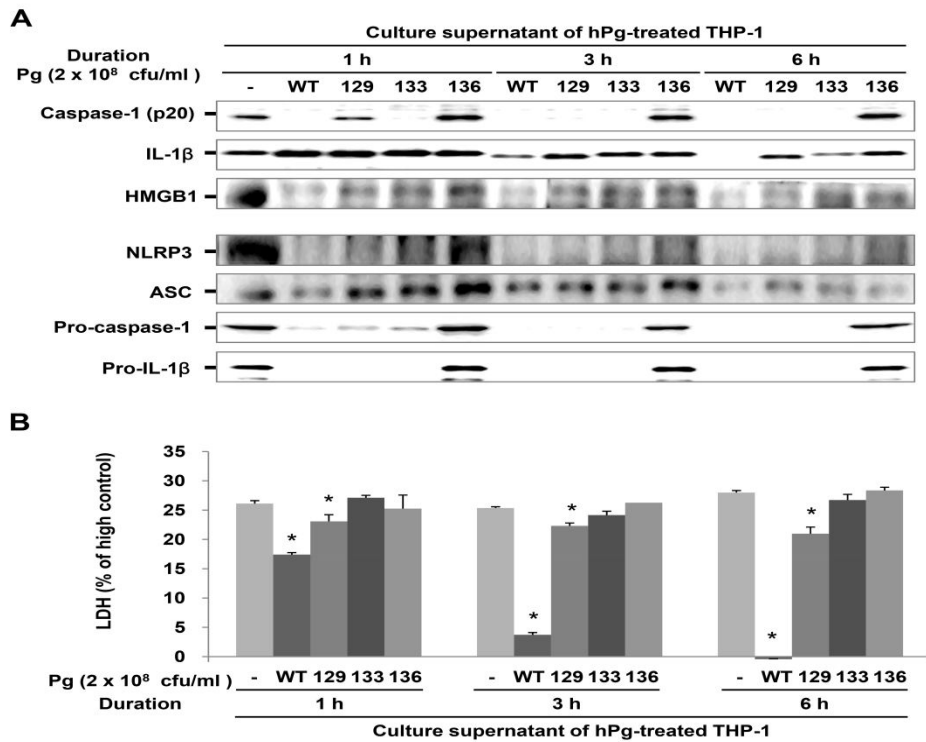 A
Culture supernatant of hPg-treated THP-1
Duration
1 h 3 h 6 h
Pg (2 x 10⁸ cfu/ml )
- WT 129 133 136 WT 129 133 136 WT 129 133 136
Caspase-1 (p20)
IL-1β
HMGB1
NLRP3
ASC
Pro-caspase-1
Pro-IL-1β
B
LDH (% of high control)
35
30
25
20
15
10
5
0
* * * * * *
Pg (2 x 10⁸ cfu/ml )
- WT 129 133 136 - WT 129 133 136 - WT 129 133 136
Duration
1 h 3 h 6 h
Culture supernatant of hPg-treated THP-1